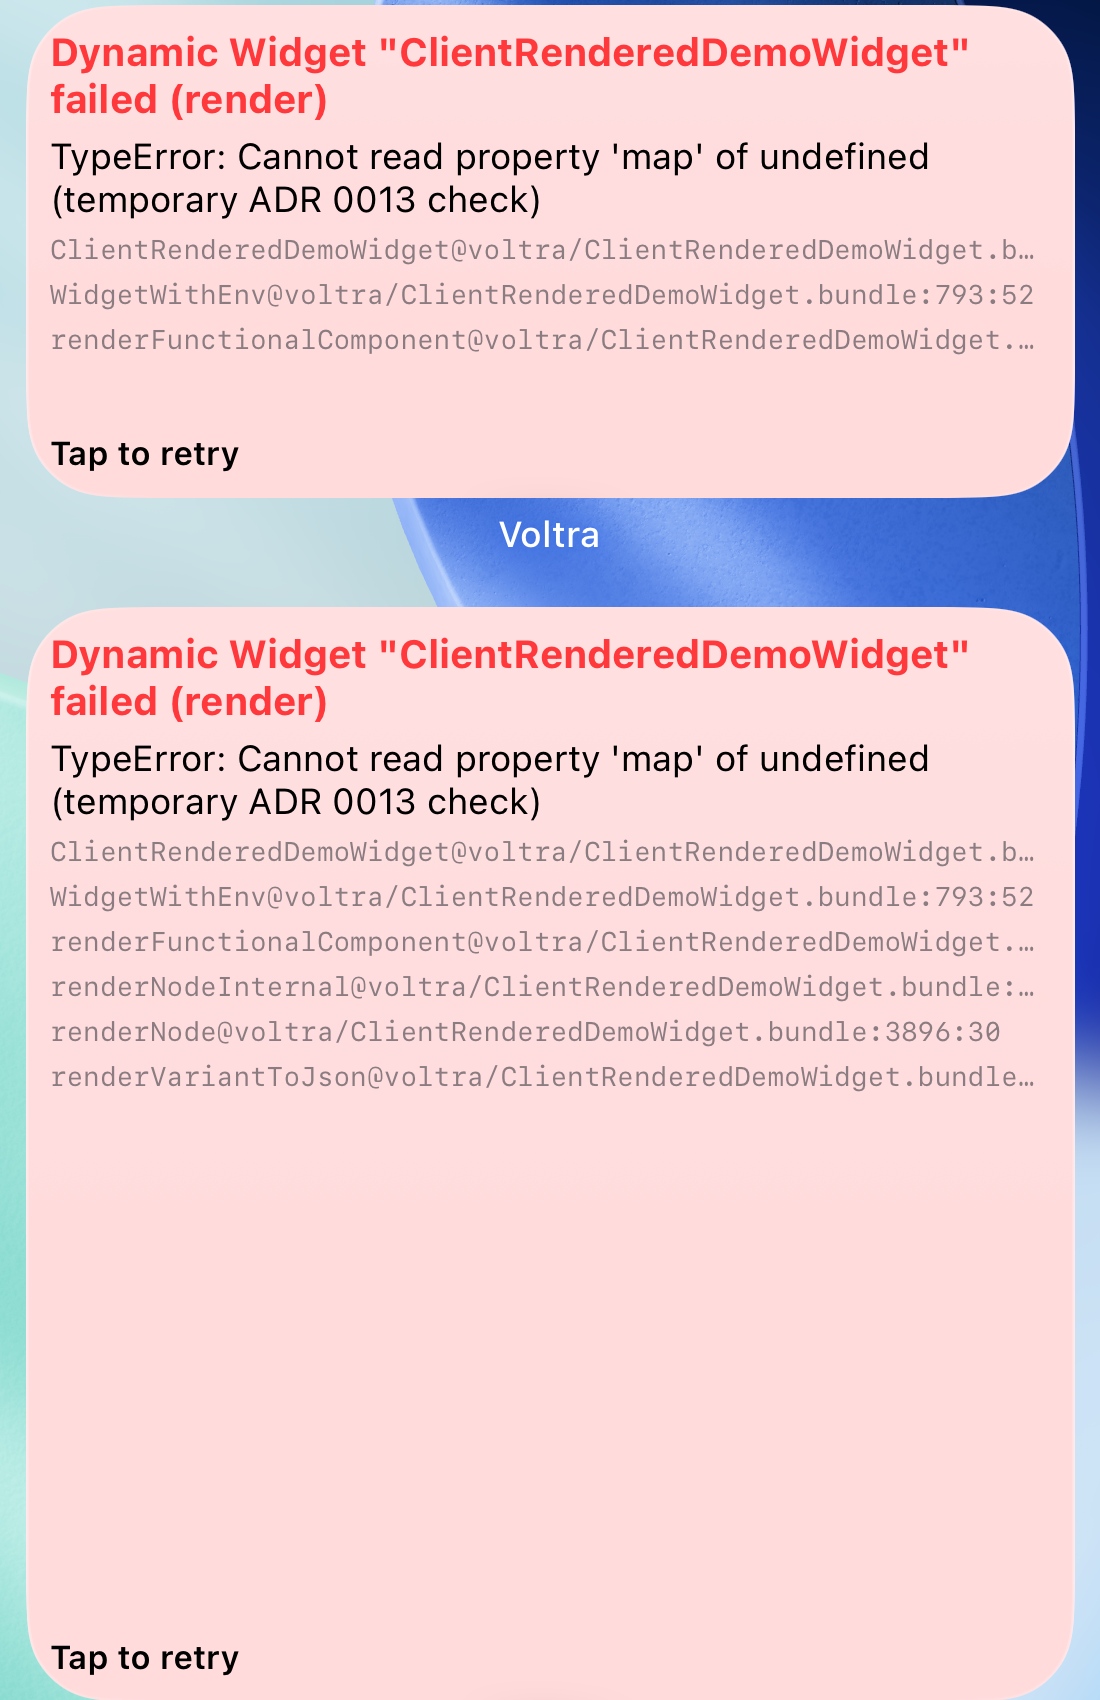 Dynamic Widget "ClientRenderedDemoWidget"
failed (render)
TypeError: Cannot read property 'map' of undefined
(temporary ADR 0013 check)
ClientRenderedDemoWidget@voltra/ClientRenderedDemoWidget.b…
WidgetWithEnv@voltra/ClientRenderedDemoWidget.bundle:793:52
renderFunctionalComponent@voltra/ClientRenderedDemoWidget.…
Tap to retry
Voltra
Dynamic Widget "ClientRenderedDemoWidget"
failed (render)
TypeError: Cannot read property 'map' of undefined
(temporary ADR 0013 check)
ClientRenderedDemoWidget@voltra/ClientRenderedDemoWidget.b…
WidgetWithEnv@voltra/ClientRenderedDemoWidget.bundle:793:52
renderFunctionalComponent@voltra/ClientRenderedDemoWidget.…
renderNodeInternal@voltra/ClientRenderedDemoWidget.bundle:…
renderNode@voltra/ClientRenderedDemoWidget.bundle:3896:30
renderVariantToJson@voltra/ClientRenderedDemoWidget.bundle…
Tap to retry